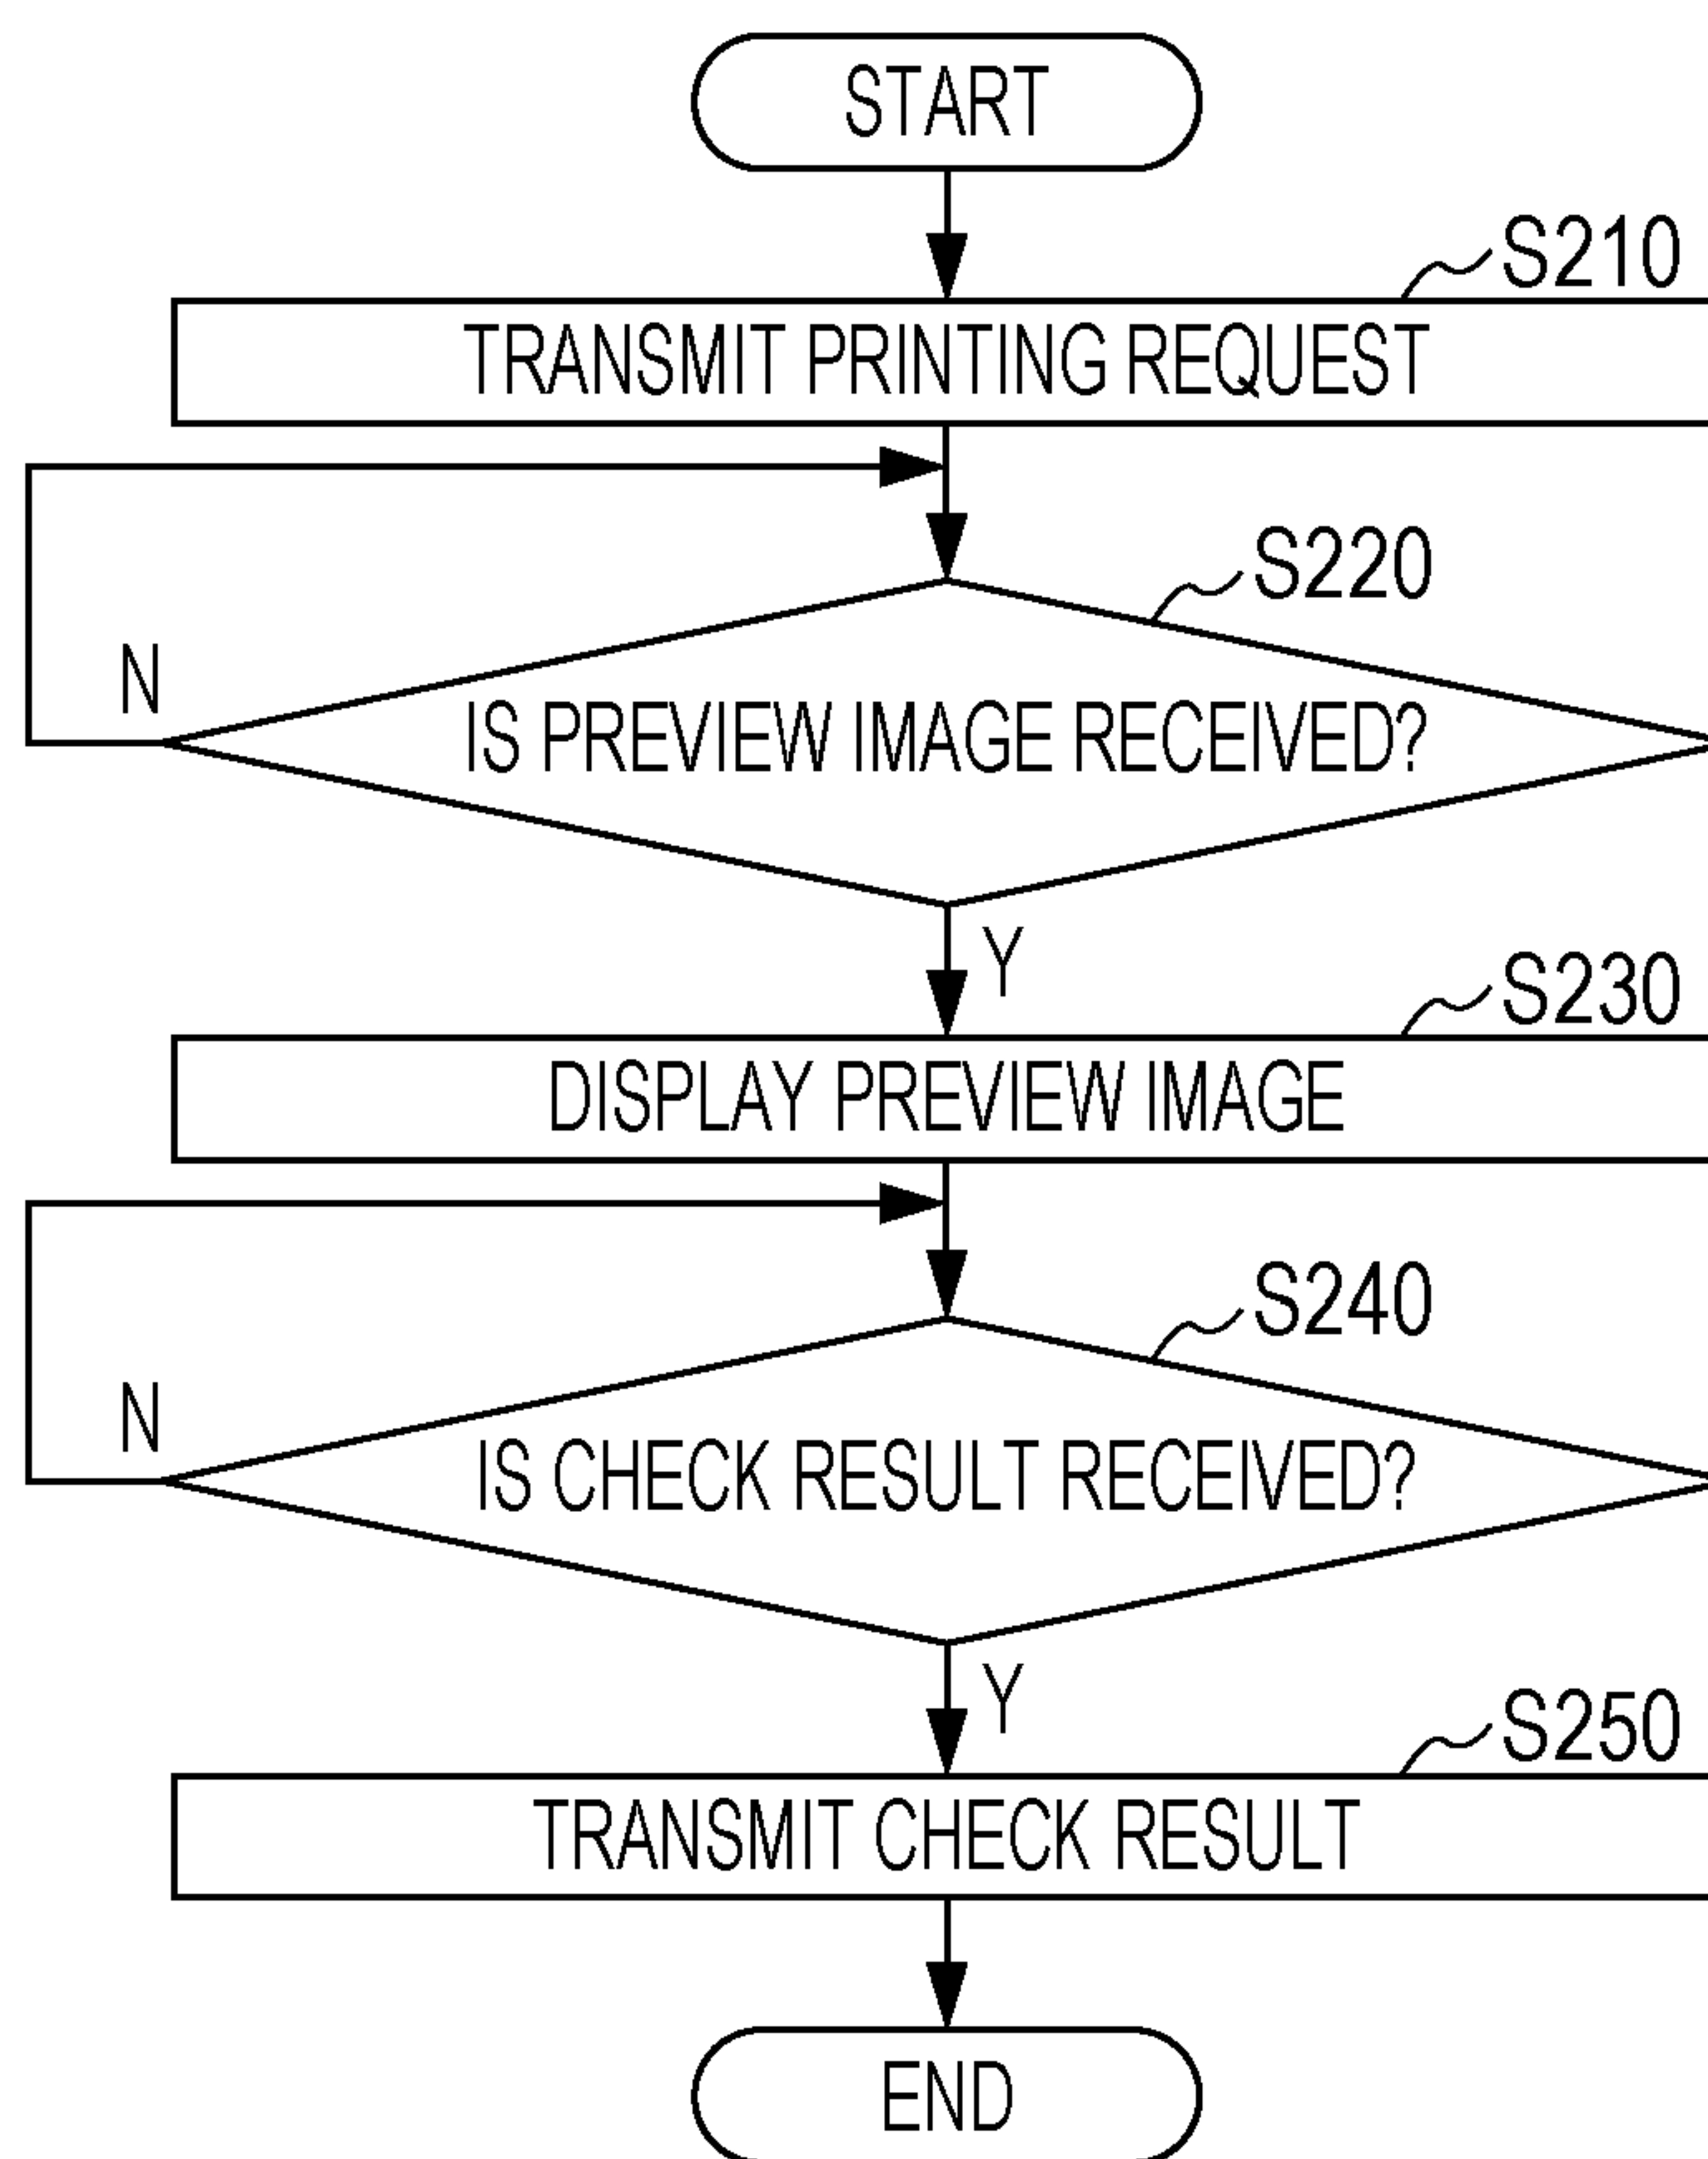 START
S210
TRANSMIT PRINTING REQUEST
S220
N
IS PREVIEW IMAGE RECEIVED?
Y
S230
DISPLAY PREVIEW IMAGE
S240
N
IS CHECK RESULT RECEIVED?
Y
S250
TRANSMIT CHECK RESULT
END